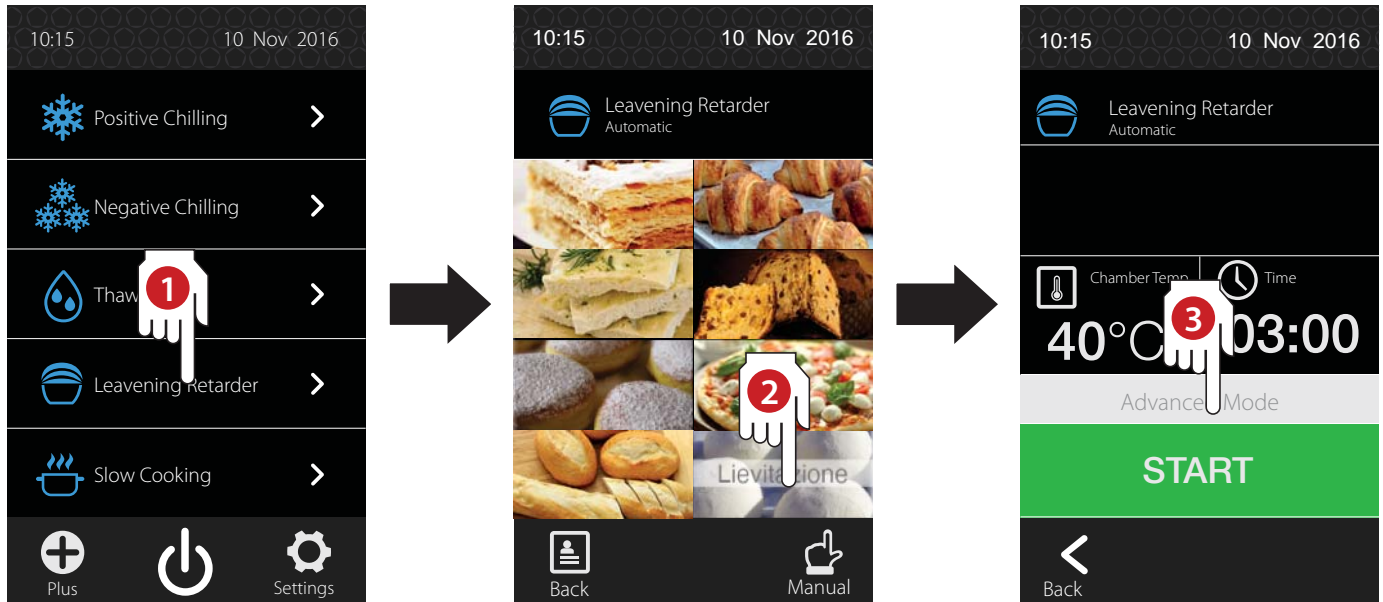 10:15 10 Nov 2016
Positive Chilling
Negative Chilling
Thaw
1
Leavening Retarder
Slow Cooking
Plus
Settings
10:15 10 Nov 2016
Leavening Retarder
Automatic
2
Lievitazione
Back
Manual
10:15 10 Nov 2016
Leavening Retarder
Automatic
Chamber Temp Time
3
40°C 03:00
Advance Mode
START
Back